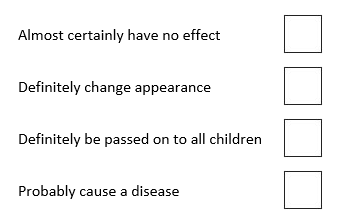 Almost certainly have no effect
Definitely change appearance
Definitely be passed on to all children
Probably cause a disease